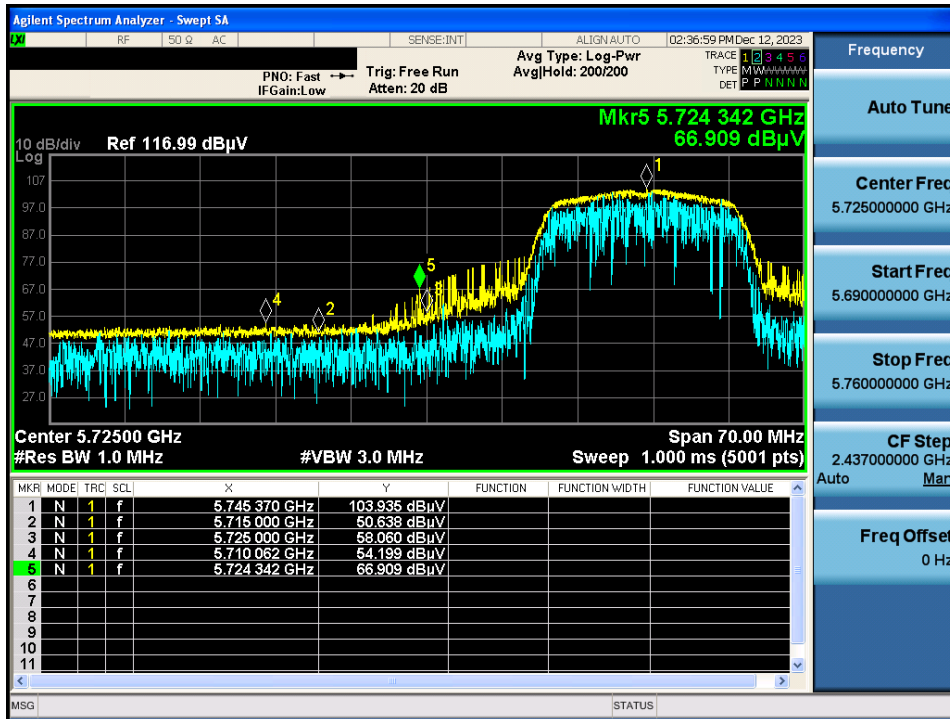 Agilent Spectrum Analyzer - Swept SA
LXI RF 50 Ω AC SENSE:INT ALIGN AUTO 02:36:59 PM Dec 12, 2023
PNO: Fast Trig: Free Run Avg Type: Log-Pwr TRACE 1 2 3 4 5 6
IFGain:Low Atten: 20 dB Avg|Hold: 200/200 TYPE M W
DET P P N N N N
Mkr5 5.724 342 GHz
66.909 dBµV
10 dB/div Ref 116.99 dBµV
Log
107
97.0
87.0
77.0
67.0
57.0
47.0
37.0
27.0
1
5
3
4
2
Center 5.72500 GHz Span 70.00 MHz
#Res BW 1.0 MHz #VBW 3.0 MHz Sweep 1.000 ms (5001 pts)
MKR MODE TRC SCL X Y FUNCTION FUNCTION WIDTH FUNCTION VALUE
1 N 1 f 5.745 370 GHz 103.935 dBµV
2 N 1 f 5.715 000 GHz 50.638 dBµV
3 N 1 f 5.725 000 GHz 58.060 dBµV
4 N 1 f 5.710 062 GHz 54.199 dBµV
5 N 1 f 5.724 342 GHz 66.909 dBµV
6
7
8
9
10
11
MSG STATUS
Frequency
Auto Tune
Center Freq
5.725000000 GHz
Start Freq
5.690000000 GHz
Stop Freq
5.760000000 GHz
CF Step
2.437000000 GHz
Auto Man
Freq Offset
0 Hz